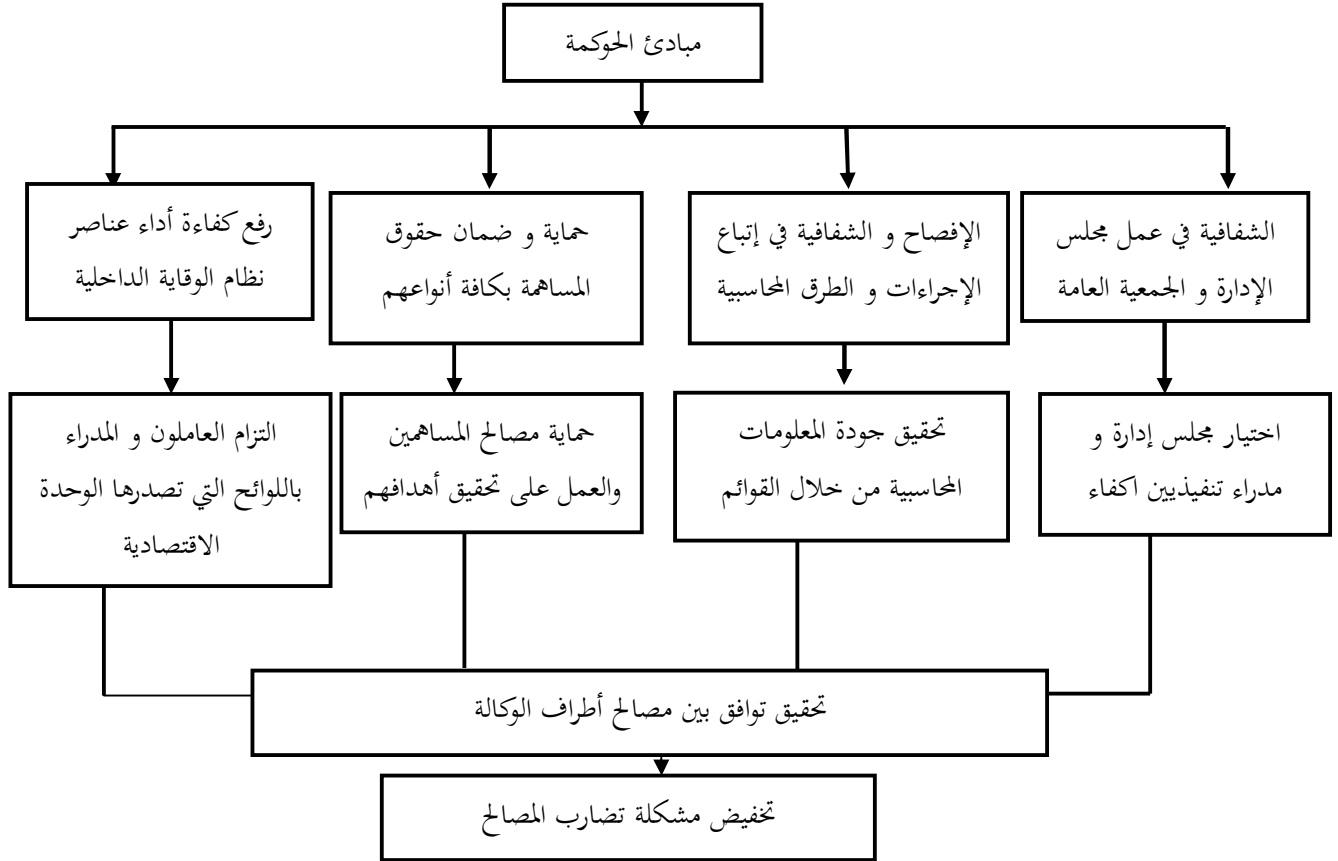 مبادئ الحوكمة
الشفافية في عمل مجلس
الإدارة و الجمعية العامة
الإفصاح و الشفافية في إتباع
الإجراءات و الطرق المحاسبية
حماية و ضمان حقوق
المساهمة بكافة أنواعهم
رفع كفاءة أداء عناصر
نظام الوقاية الداخلية
اختيار مجلس إدارة و
مدراء تنفيذيين اكفاء
تحقيق جودة المعلومات
المحاسبية من خلال القوائم
حماية مصالح المساهمين
والعمل على تحقيق أهدافهم
التزام العاملون و المدراء
باللوائح التي تصدرها الوحدة
الاقتصادية
تحقيق توافق بين مصالح أطراف الوكالة
تخفيض مشكلة تضارب المصالح